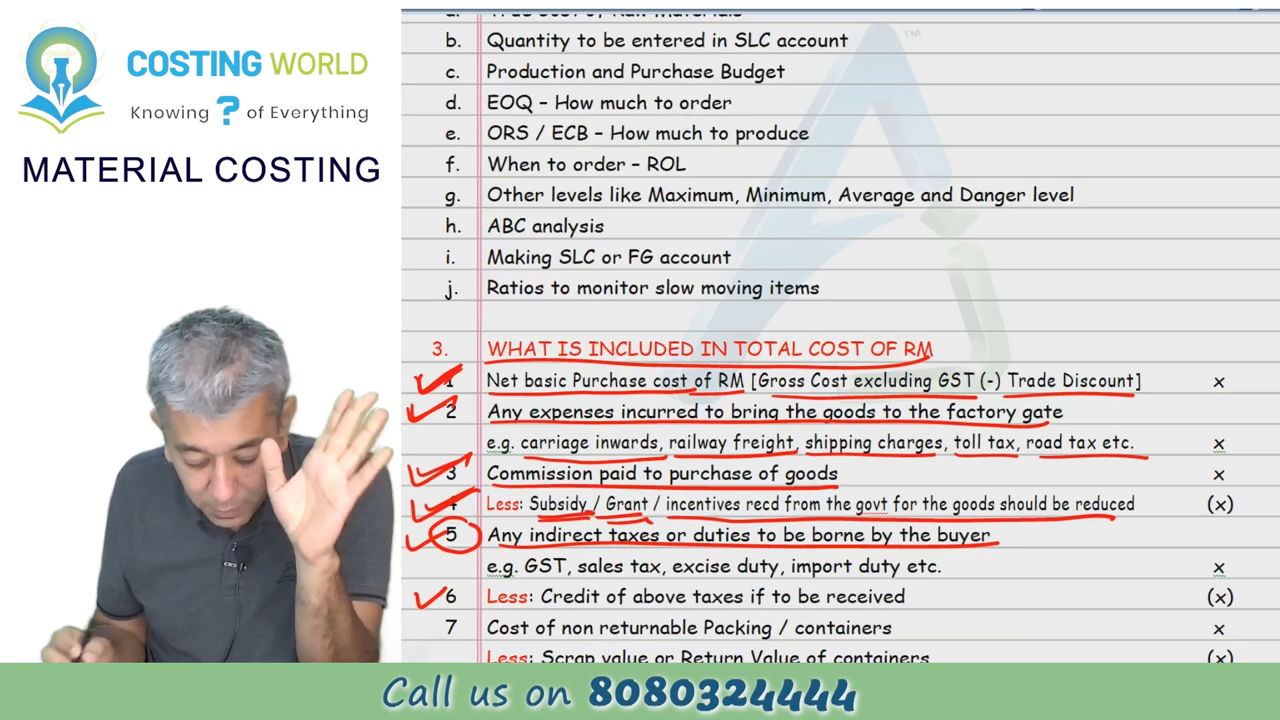 COSTING WORLD
Knowing ? of Everything
MATERIAL COSTING
a. True Cost of Raw Materials
b. Quantity to be entered in SLC account
c. Production and Purchase Budget
d. EOQ – How much to order
e. ORS / ECB – How much to produce
f. When to order – ROL
g. Other levels like Maximum, Minimum, Average and Danger level
h. ABC analysis
i. Making SLC or FG account
j. Ratios to monitor slow moving items
3. WHAT IS INCLUDED IN TOTAL COST OF RM
1 Net basic Purchase cost of RM [Gross Cost excluding GST (-) Trade Discount] x
2 Any expenses incurred to bring the goods to the factory gate
e.g. carriage inwards, railway freight, shipping charges, toll tax, road tax etc. x
3 Commission paid to purchase of goods x
4 Less: Subsidy / Grant / incentives recd from the govt for the goods should be reduced (x)
5 Any indirect taxes or duties to be borne by the buyer
e.g. GST, sales tax, excise duty, import duty etc. x
6 Less: Credit of above taxes if to be received (x)
7 Cost of non returnable Packing / containers x
Less: Scrap value or Return Value of containers (x)
TM
Call us on 8080324444